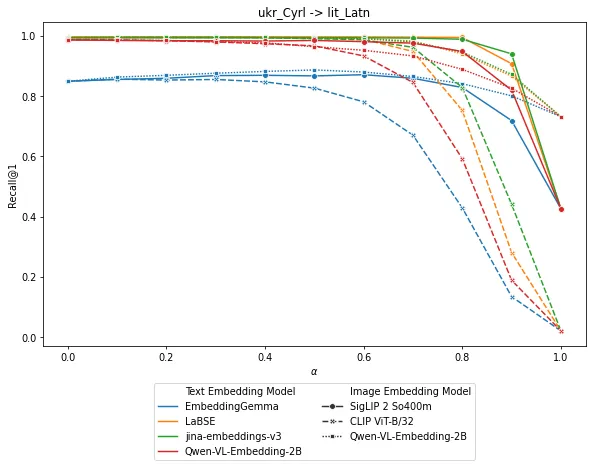 ukr_Cyrl -> lit_Latn
Recall@1
1.0
0.8
0.6
0.4
0.2
0.0
0.0 0.2 0.4 0.6 0.8 1.0
α
Text Embedding Model
EmbeddingGemma
LaBSE
jina-embeddings-v3
Qwen-VL-Embedding-2B
Image Embedding Model
SigLIP 2 So400m
CLIP ViT-B/32
Qwen-VL-Embedding-2B